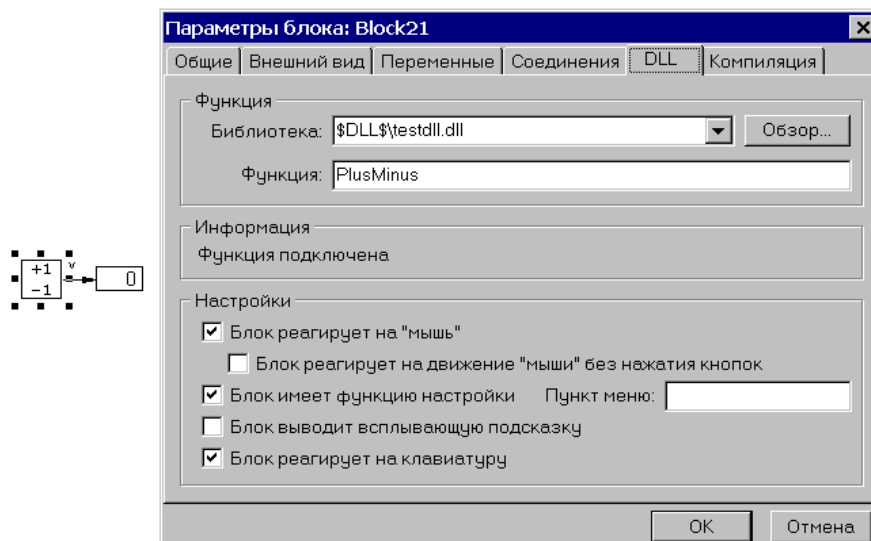 Параметры блока: Block21
Общие Внешний вид Переменные Соединения DLL Компиляция
Функция
Библиотека: $DLL$\testdll.dll Обзор...
Функция: PlusMinus
Информация
Функция подключена
+1 v 0
-1
Настройки
Блок реагирует на "мышь"
Блок реагирует на движение "мыши" без нажатия кнопок
Блок имеет функцию настройки Пункт меню:
Блок выводит всплывающую подсказку
Блок реагирует на клавиатуру
OK Отмена